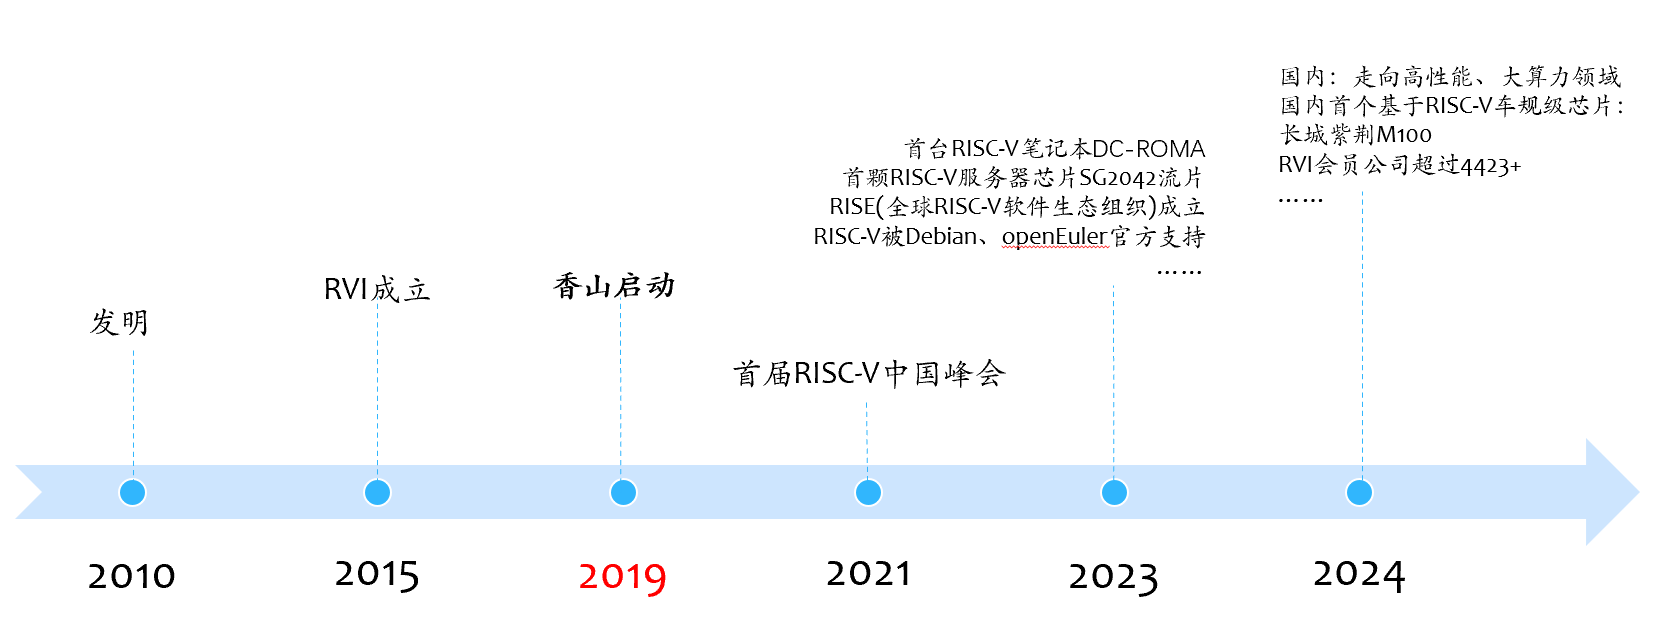 发明
2010
RVI成立
2015
香山启动
2019
首届RISC-V中国峰会
2021
首台RISC-V笔记本DC-ROMA
首颗RISC-V服务器芯片SG2042流片
RISE(全球RISC-V软件生态组织)成立
RISC-V被Debian、openEuler官方支持
……
2023
国内：走向高性能、大算力领域
国内首个基于RISC-V车规级芯片：
长城紫荆M100
RVI会员公司超过4423+
……
2024